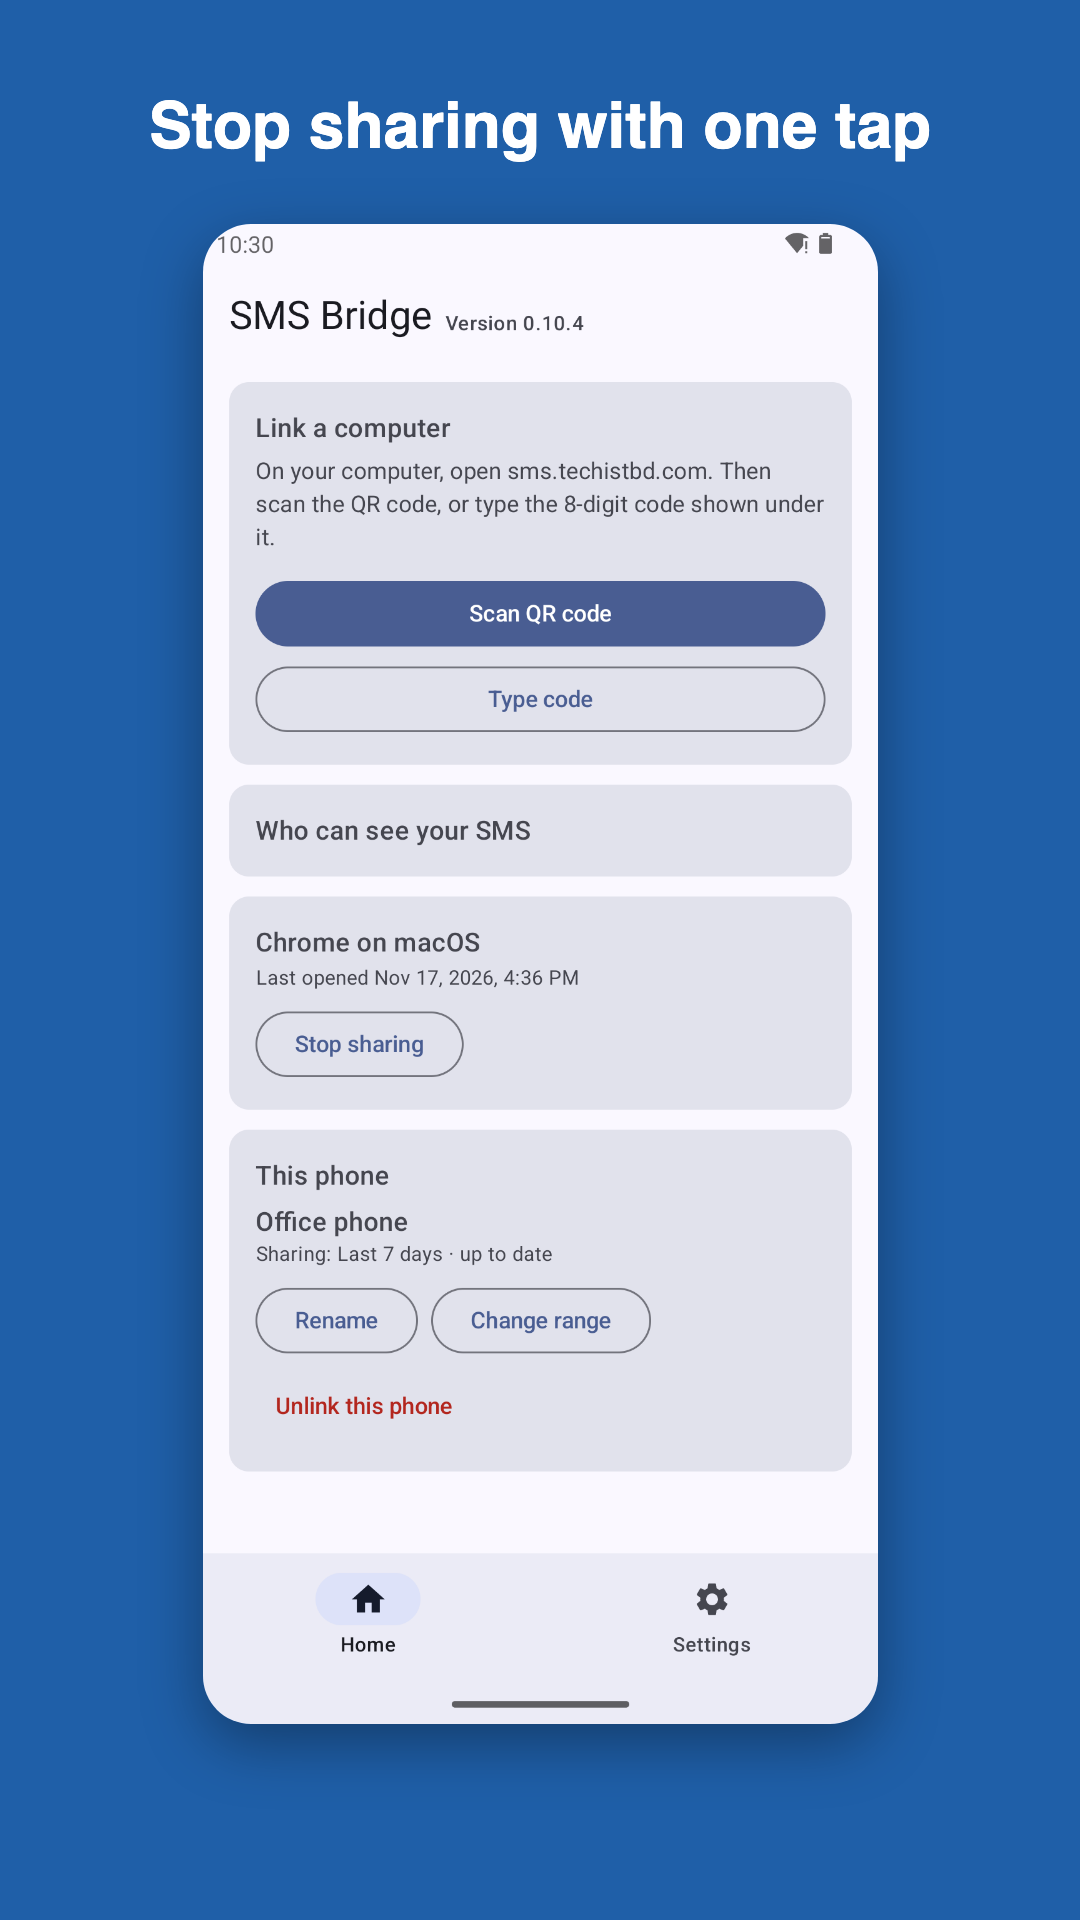 Stop sharing with one tap
10:30
SMS Bridge Version 0.10.4
Link a computer
On your computer, open sms.techistbd.com. Then
scan the QR code, or type the 8-digit code shown under
it.
Scan QR code
Type code
Who can see your SMS
Chrome on macOS
Last opened Nov 17, 2026, 4:36 PM
Stop sharing
This phone
Office phone
Sharing: Last 7 days · up to date
Rename Change range
Unlink this phone
Home Settings